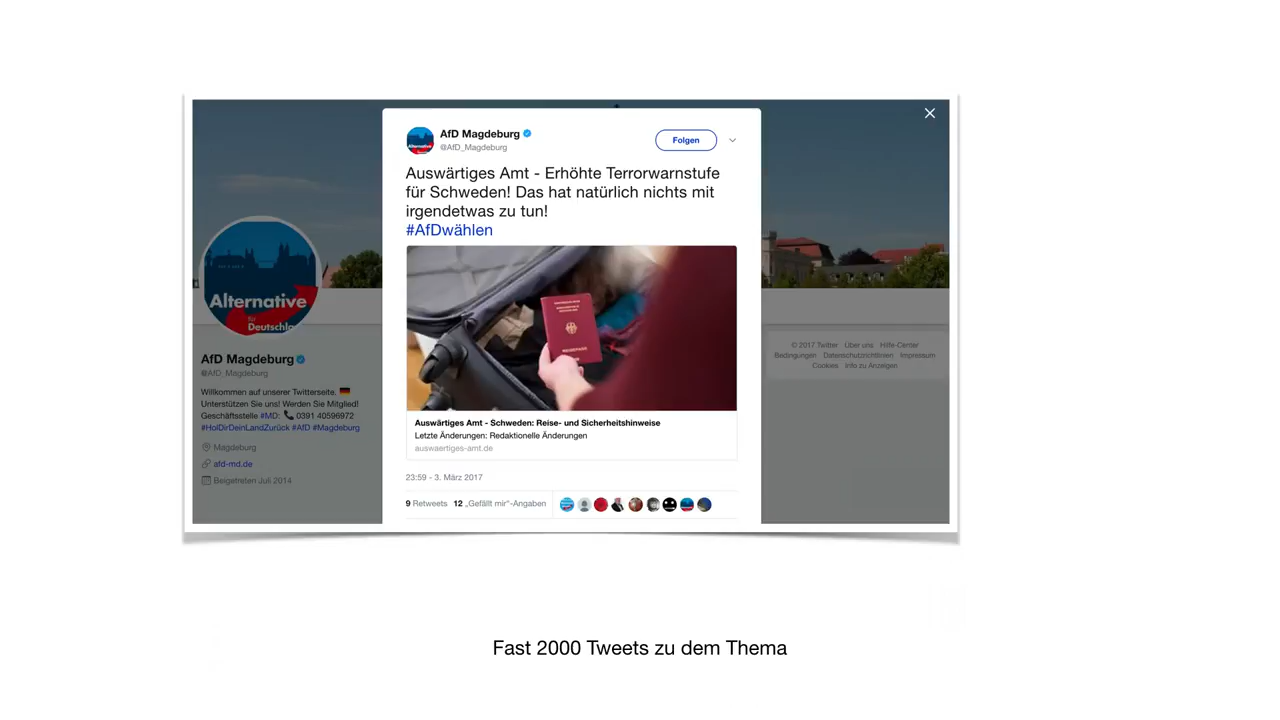 AfD Magdeburg
@AfD_Magdeburg
Folgen
Auswärtiges Amt - Erhöhte Terrorwarnstufe
für Schweden! Das hat natürlich nichts mit
irgendetwas zu tun!
#AfDwählen
Auswärtiges Amt - Schweden: Reise- und Sicherheitshinweise
Letzte Änderungen: Redaktionelle Änderungen
auswaertiges-amt.de
23:59 - 3. März 2017
9 Retweets 12 „Gefällt mir“-Angaben
Alternative
für
Deutschla
AfD Magdeburg
@AfD_Magdeburg
Willkommen auf unserer Twitterseite.
Unterstützen Sie uns! Werden Sie Mitglied!
Geschäftsstelle #MD: 0391 40596972
#HolDirDeinLandZurück #AfD #Magdeburg
Magdeburg
afd-md.de
Beigetreten Juli 2014
© 2017 Twitter Über uns Hilfe-Center
Bedingungen Datenschutzrichtlinien Impressum
Cookies Info zu Anzeigen
Fast 2000 Tweets zu dem Thema